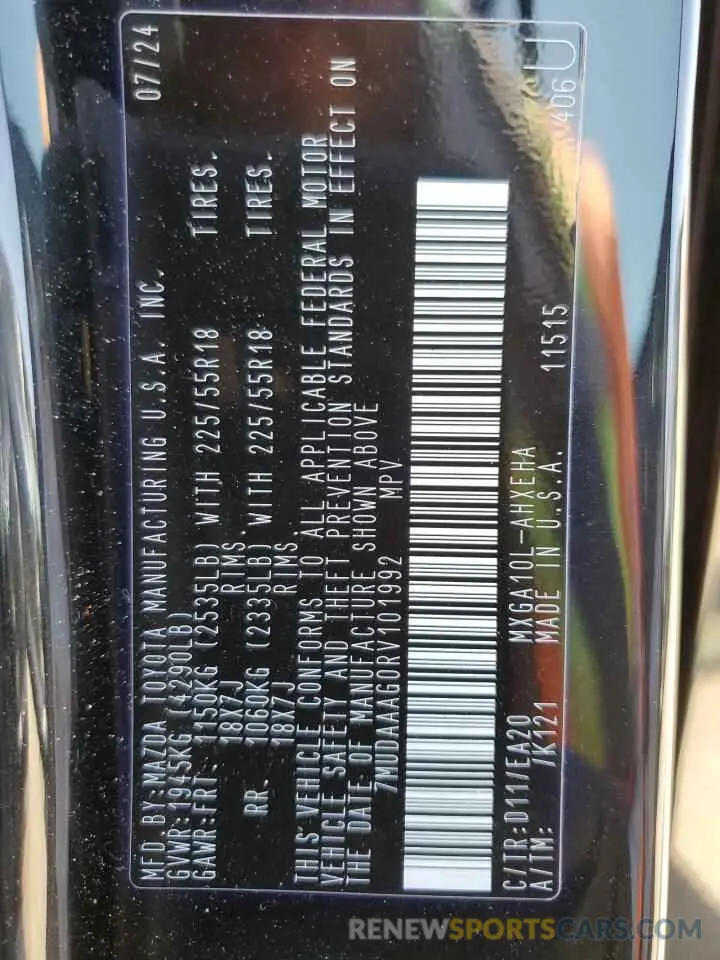 MFD.BY:MAZDA TOYOTA MANUFACTURING U.S.A. INC. 07/24
GVWR:1945KG (4290LB)
GAWR:FRT. 1150KG (2535LB) WITH 225/55R18 TIRES.
18X7J RIMS.
RR. 1060KG (2335LB) WITH 225/55R18 TIRES.
18X7J RIMS
THIS VEHICLE CONFORMS TO ALL APPLICABLE FEDERAL MOTOR
VEHICLE SAFETY AND THEFT PREVENTION STANDARDS IN EFFECT ON
THE DATE OF MANUFACTURE SHOWN ABOVE
7MUDAAAG0RV101992 MPV
C/TR:D11/EA20 MXGA10L-AHXEHA
A/TM: /K121 MADE IN U.S.A. 11515
406 U
RENEWSPORTSCARS.COM